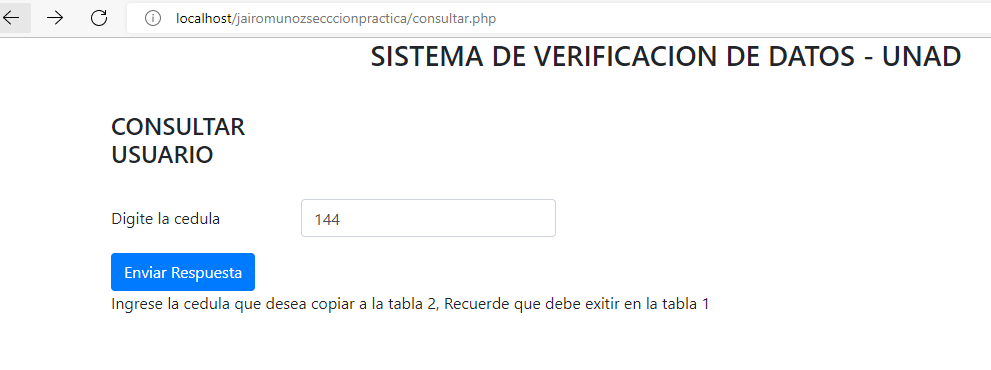 localhost/jairomunozsecccionpractica/consultar.php
SISTEMA DE VERIFICACION DE DATOS - UNAD
CONSULTAR
USUARIO
Digite la cedula
144
Enviar Respuesta
Ingrese la cedula que desea copiar a la tabla 2, Recuerde que debe exitir en la tabla 1